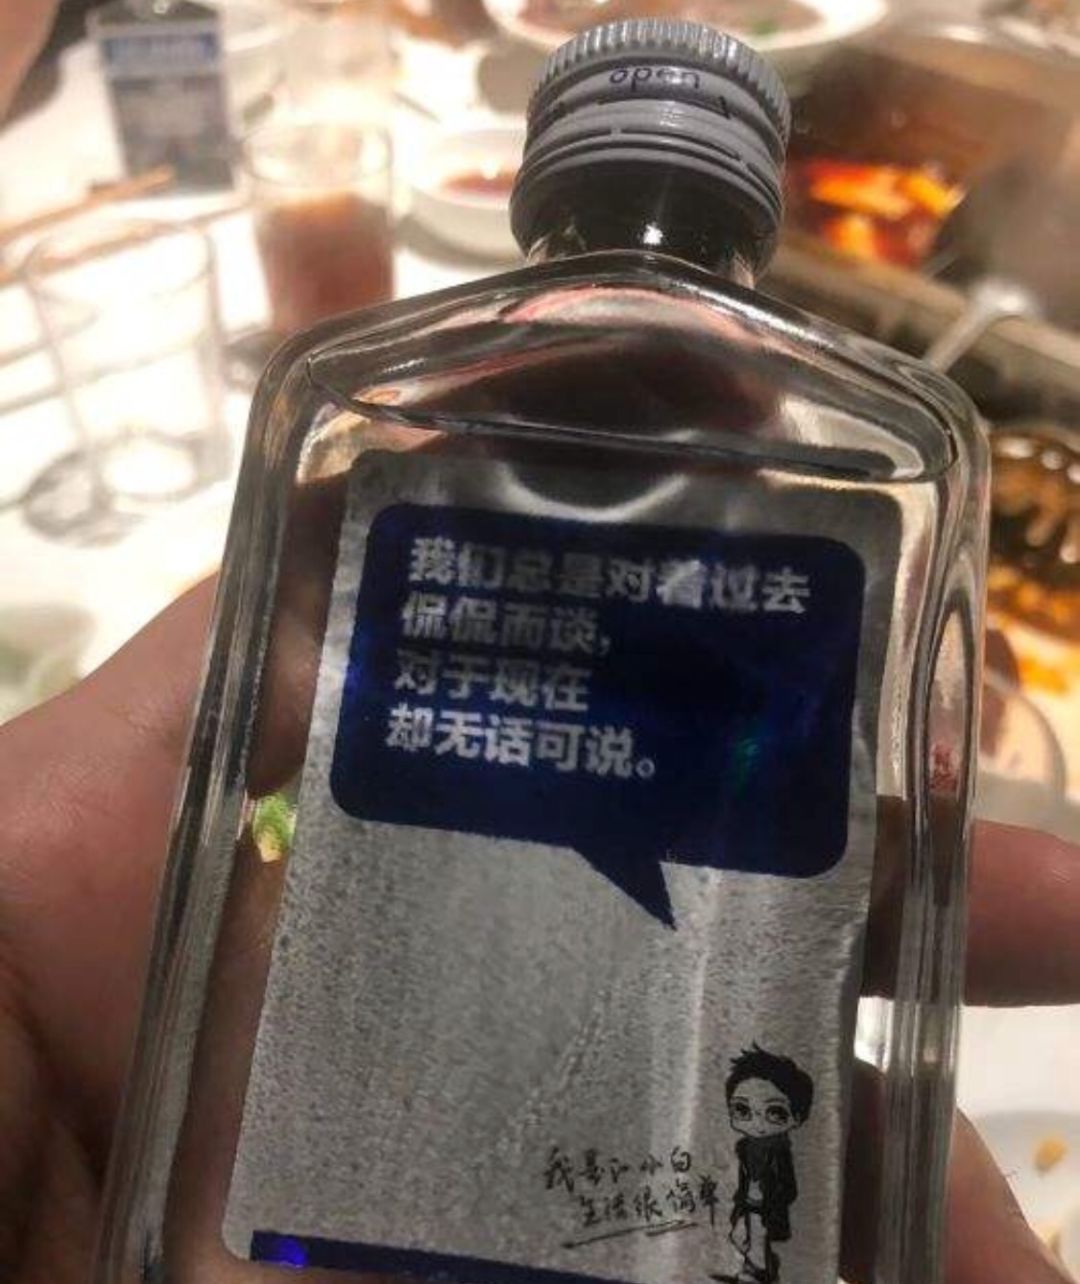 open
我们总是对着过去
侃侃而谈，
对于现在
却无话可说。
我是江小白
生活很简单